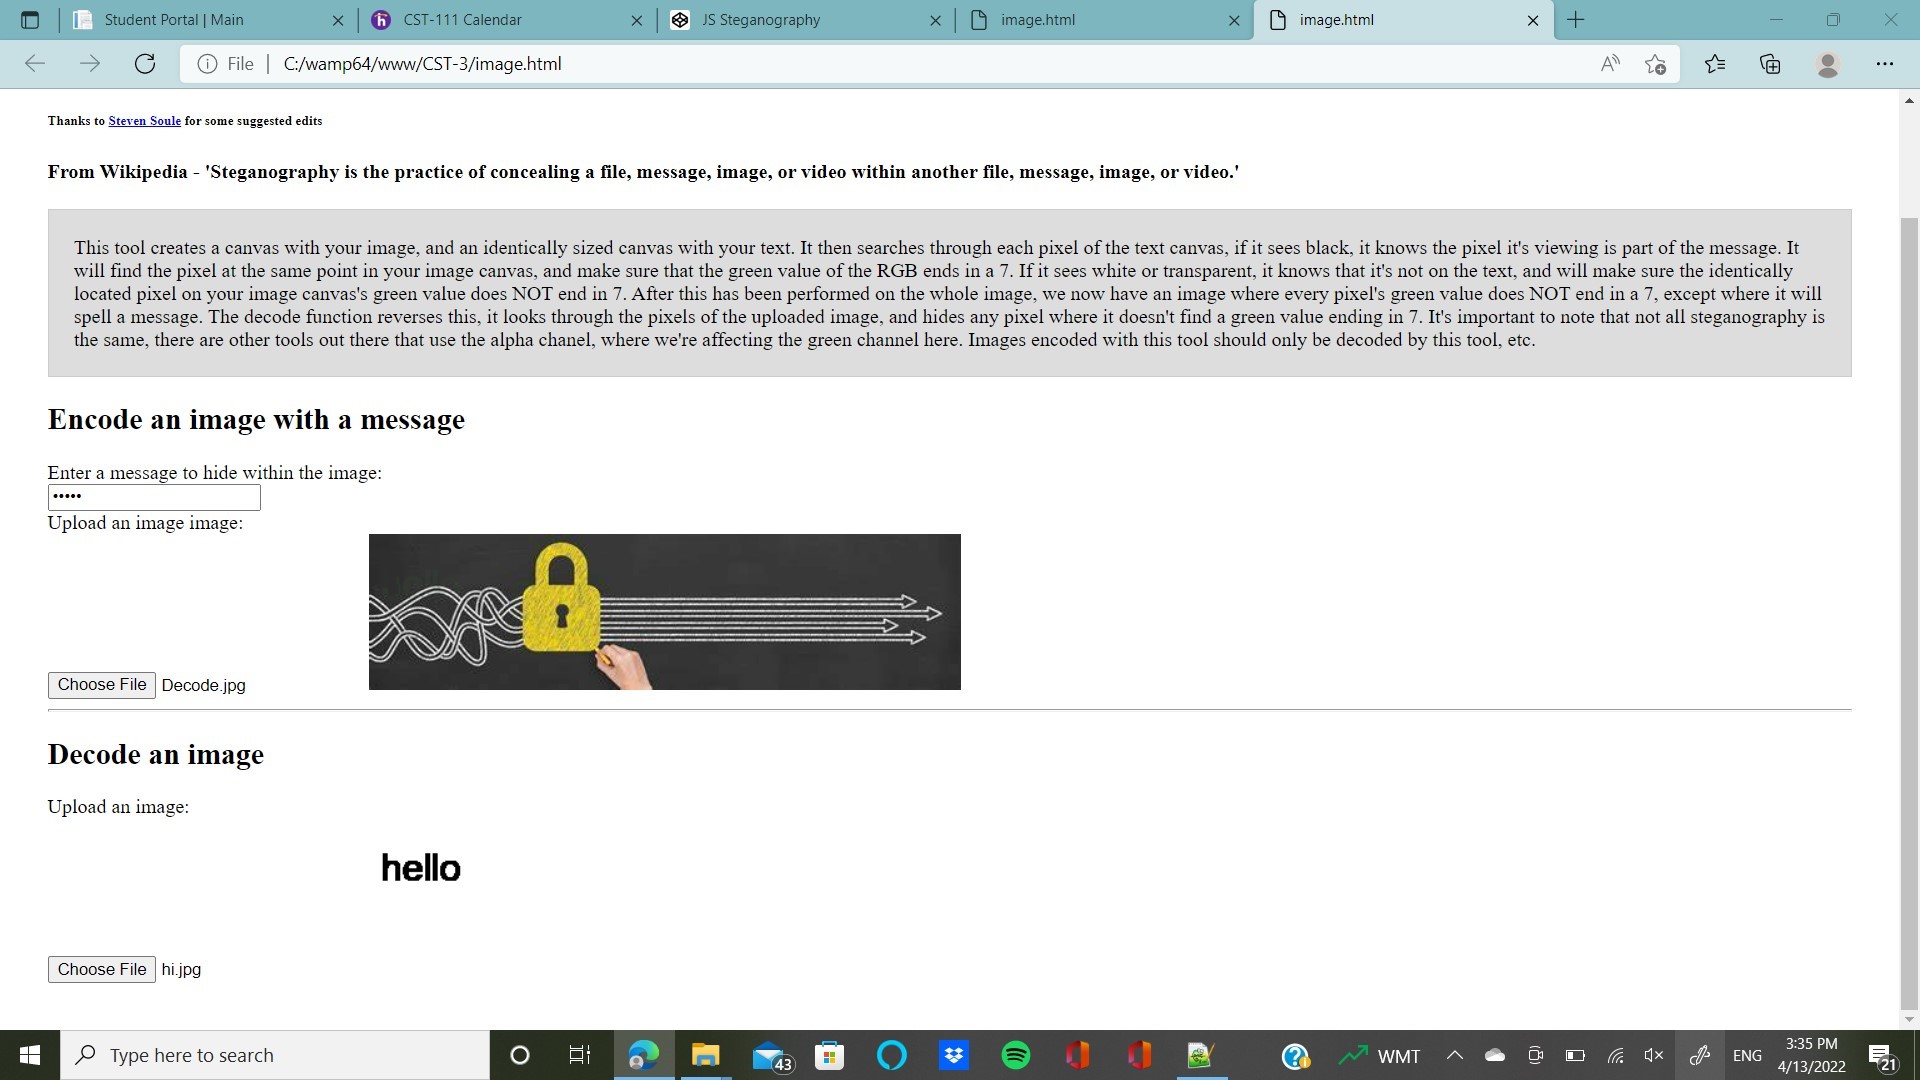 Student Portal | Main
CST-111 Calendar
JS Steganography
image.html
image.html
File
C:/wamp64/www/CST-3/image.html
Thanks to Steven Soule for some suggested edits
From Wikipedia - 'Steganography is the practice of concealing a file, message, image, or video within another file, message, image, or video.'
This tool creates a canvas with your image, and an identically sized canvas with your text. It then searches through each pixel of the text canvas, if it sees black, it knows the pixel it's viewing is part of the message. It
will find the pixel at the same point in your image canvas, and make sure that the green value of the RGB ends in a 7. If it sees white or transparent, it knows that it's not on the text, and will make sure the identically
located pixel on your image canvas's green value does NOT end in 7. After this has been performed on the whole image, we now have an image where every pixel's green value does NOT end in a 7, except where it will
spell a message. The decode function reverses this, it looks through the pixels of the uploaded image, and hides any pixel where it doesn't find a green value ending in 7. It's important to note that not all steganography is
the same, there are other tools out there that use the alpha chanel, where we're affecting the green channel here. Images encoded with this tool should only be decoded by this tool, etc.
Encode an image with a message
Enter a message to hide within the image:
•••••
Upload an image image:
Choose File Decode.jpg
Decode an image
Upload an image:
hello
Choose File hi.jpg
Type here to search
43
WMT
ENG
3:35 PM
4/13/2022
21